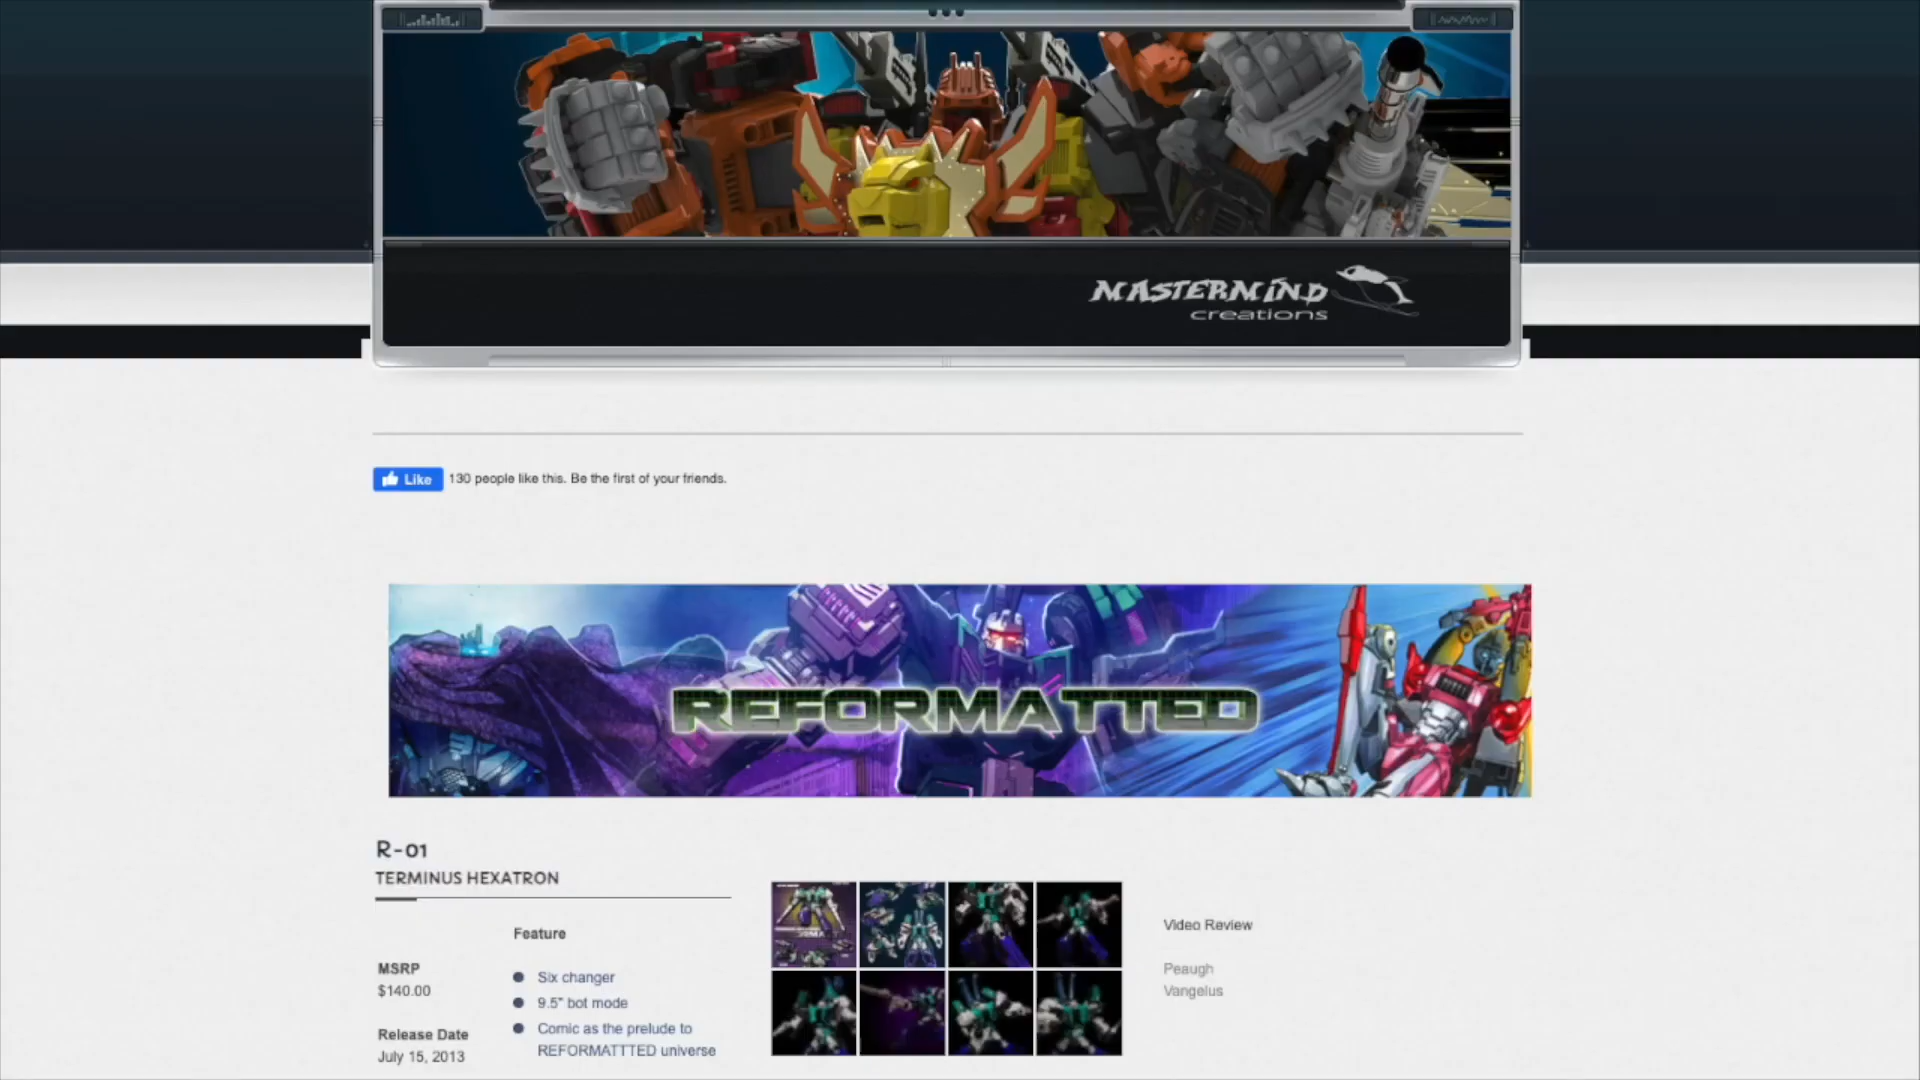 MASTERMIND
creations
Like 130 people like this. Be the first of your friends.
REFORMATTED
R-01
TERMINUS HEXATRON
Feature
MSRP
$140.00
Release Date
July 15, 2013
Six changer
9.5" bot mode
Comic as the prelude to
REFORMATTTED universe
Video Review
Peaugh
Vangelus